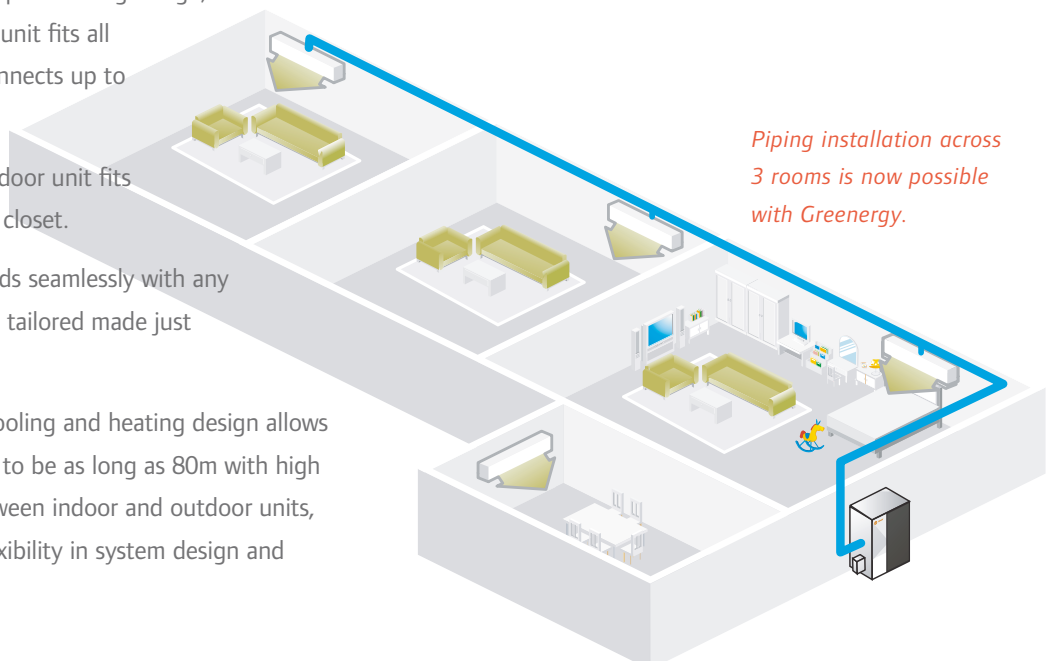 unit fits all
nnects up to
door unit fits
closet.
ds seamlessly with any
tailored made just
ooling and heating design allows
to be as long as 80m with high
ween indoor and outdoor units,
xibility in system design and
Piping installation across
3 rooms is now possible
with Greenergy.